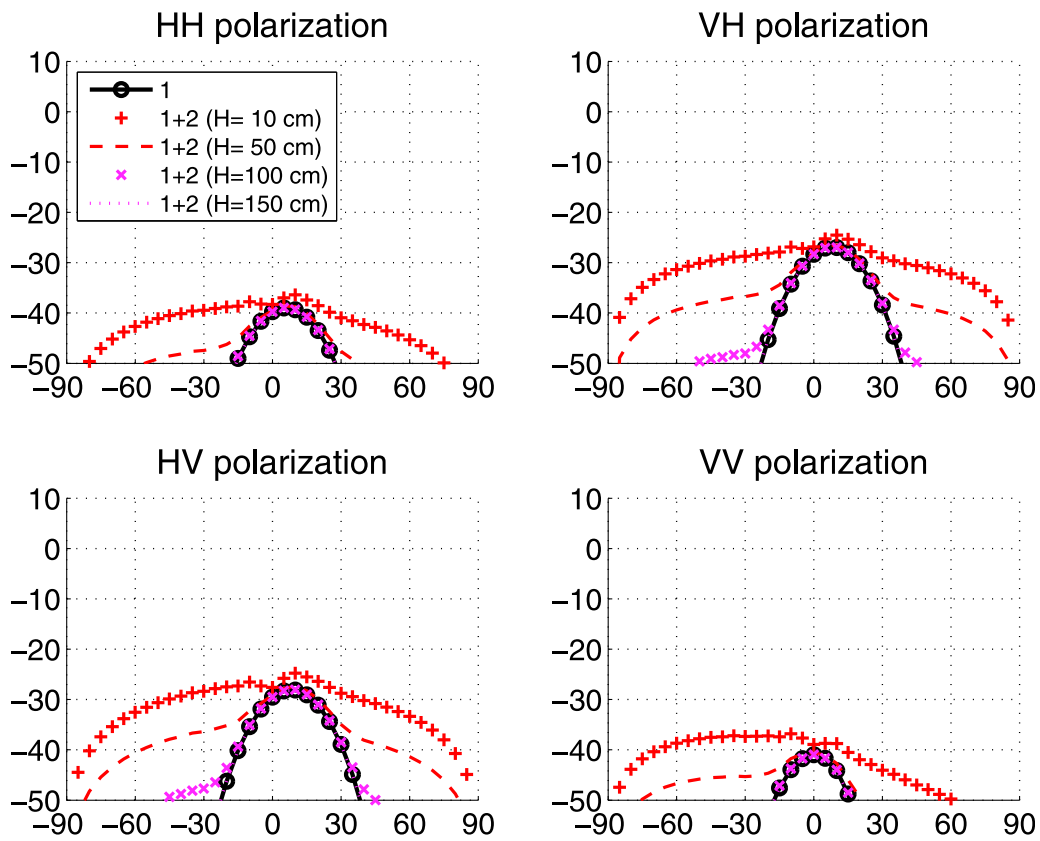 HH polarization
10
0
−10
−20
−30
−40
−50
−90 −60 −30 0 30 60 90
1
1+2 (H= 10 cm)
1+2 (H= 50 cm)
1+2 (H=100 cm)
1+2 (H=150 cm)
VH polarization
10
0
−10
−20
−30
−40
−50
−90 −60 −30 0 30 60 90
HV polarization
10
0
−10
−20
−30
−40
−50
−90 −60 −30 0 30 60 90
VV polarization
10
0
−10
−20
−30
−40
−50
−90 −60 −30 0 30 60 90